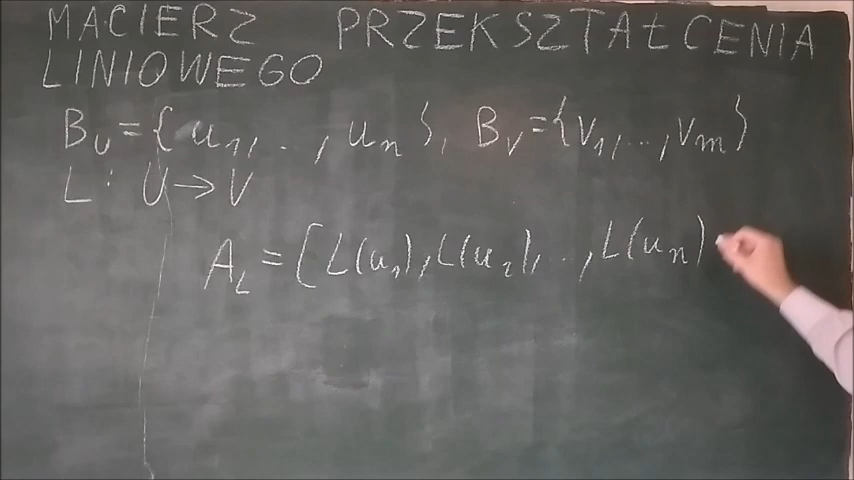 MACIERZ PRZEKSZTAŁCENIA
LINIOWEGO
B_U = { u_1, .., u_n }, B_V = { v_1, .., v_m }
L : U → V
A_L = [ L(u_1), L(u_2), .., L(u_n)